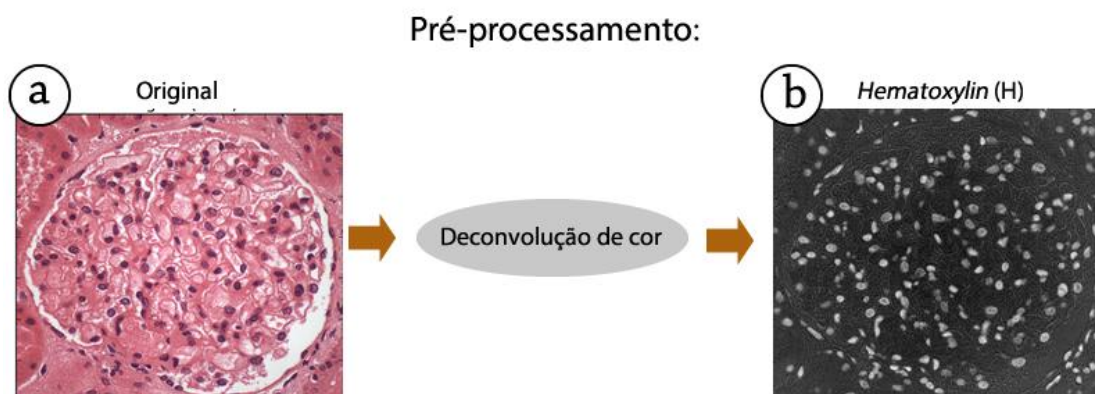 Pré-processamento:
a
Original
b
Hematoxylin (H)
Deconvolução de cor